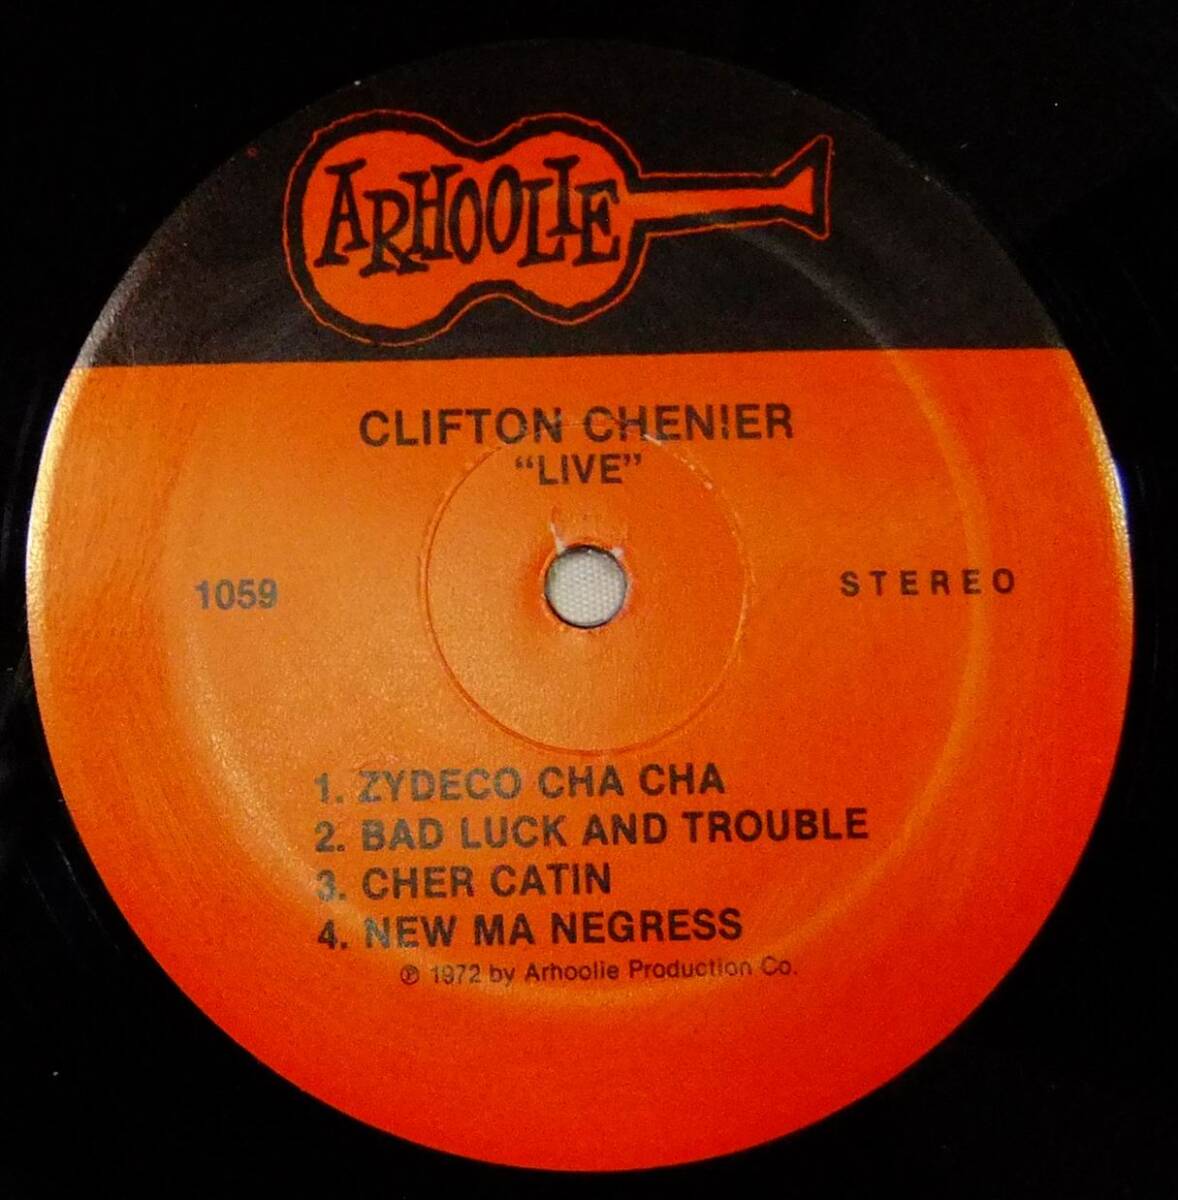 ARHOOLIE
CLIFTON CHENIER
"LIVE"
1059
STEREO
1. ZYDECO CHA CHA
2. BAD LUCK AND TROUBLE
3. CHER CATIN
4. NEW MA NEGRESS
℗ 1972 by Arhoolie Production Co.